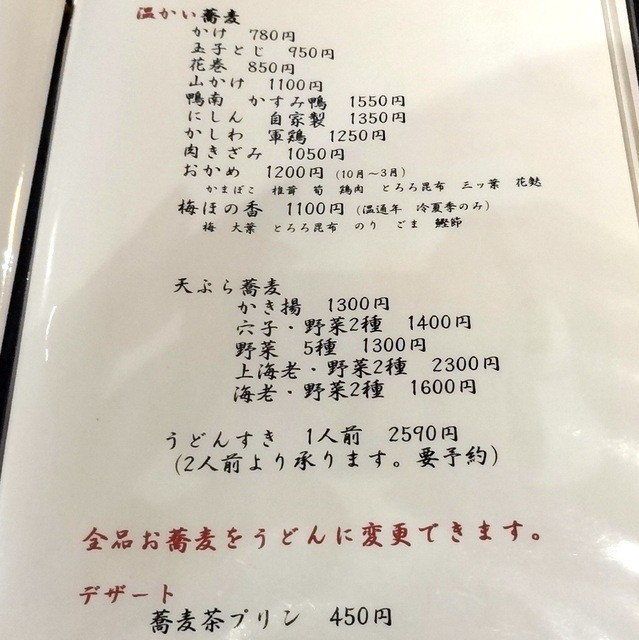 温かい蕎麦
かけ 780円
玉子とじ 950円
花巻 850円
山かけ 1100円
鴨南 かすみ鴨 1550円
にしん 自家製 1350円
かしわ 軍鶏 1250円
肉きざみ 1050円
おかめ 1200円 (10月～3月)
かまぼこ 椎茸 筍 鶏肉 とろろ昆布 三ッ葉 花麩
梅ほの香 1100円 (温通年 冷夏季のみ)
梅 大葉 とろろ昆布 のり ごま 鰹節
天ぷら蕎麦
かき揚 1300円
穴子・野菜2種 1400円
野菜 5種 1300円
上海老・野菜2種 2300円
海老・野菜2種 1600円
うどんすき 1人前 2590円
(2人前より承ります。要予約)
全品お蕎麦をうどんに変更できます。
デザート
蕎麦茶プリン 450円